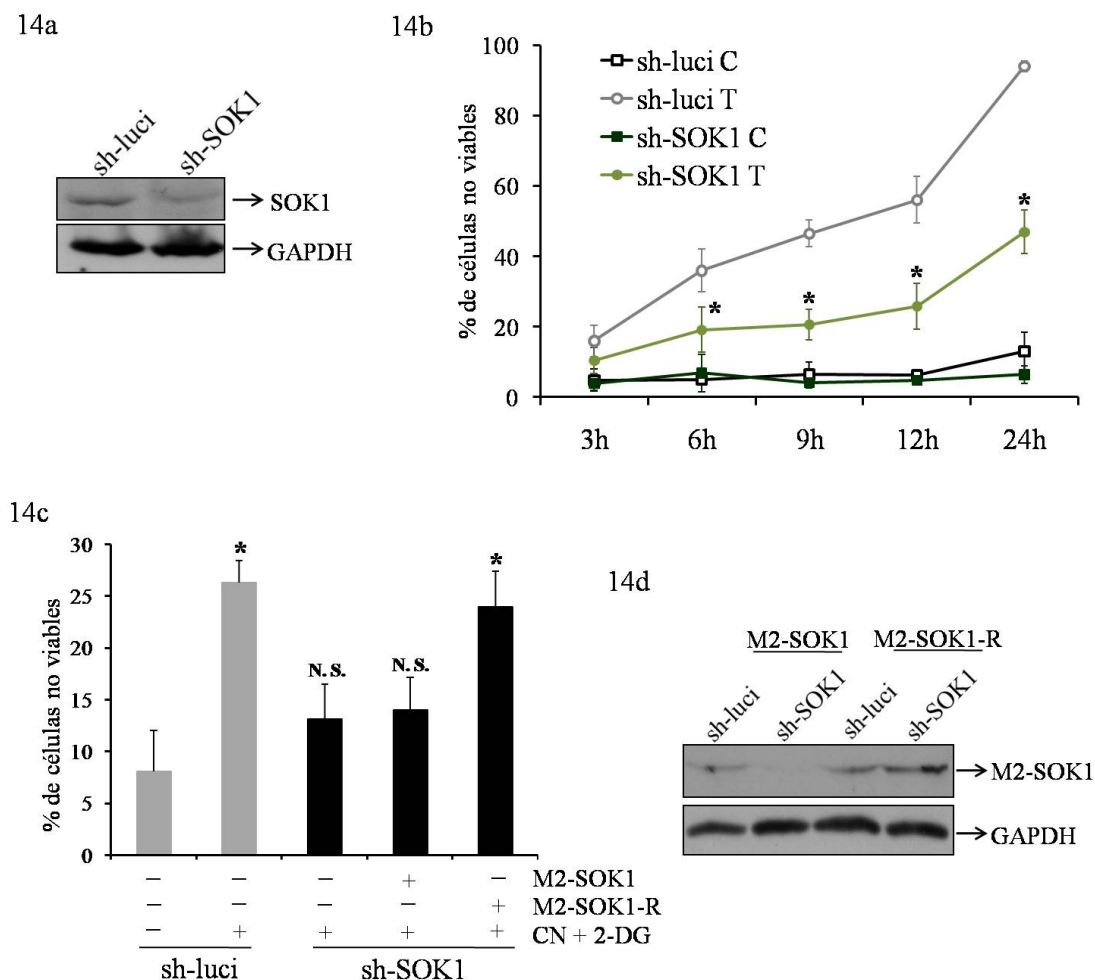 14a
sh-luci
sh-SOK1
SOK1
GAPDH
14b
% de células no viables
100
80
60
40
20
0
sh-luci C
sh-luci T
sh-SOK1 C
sh-SOK1 T
*
*
*
*
3h 6h 9h 12h 24h
14c
% de células no viables
30
25
20
15
10
5
0
*
N. S.
N. S.
*
– – – + – M2-SOK1
– – – – + M2-SOK1-R
– + + + + CN + 2-DG
sh-luci sh-SOK1
14d
M2-SOK1 M2-SOK1-R
sh-luci
sh-SOK1
sh-luci
sh-SOK1
M2-SOK1
GAPDH